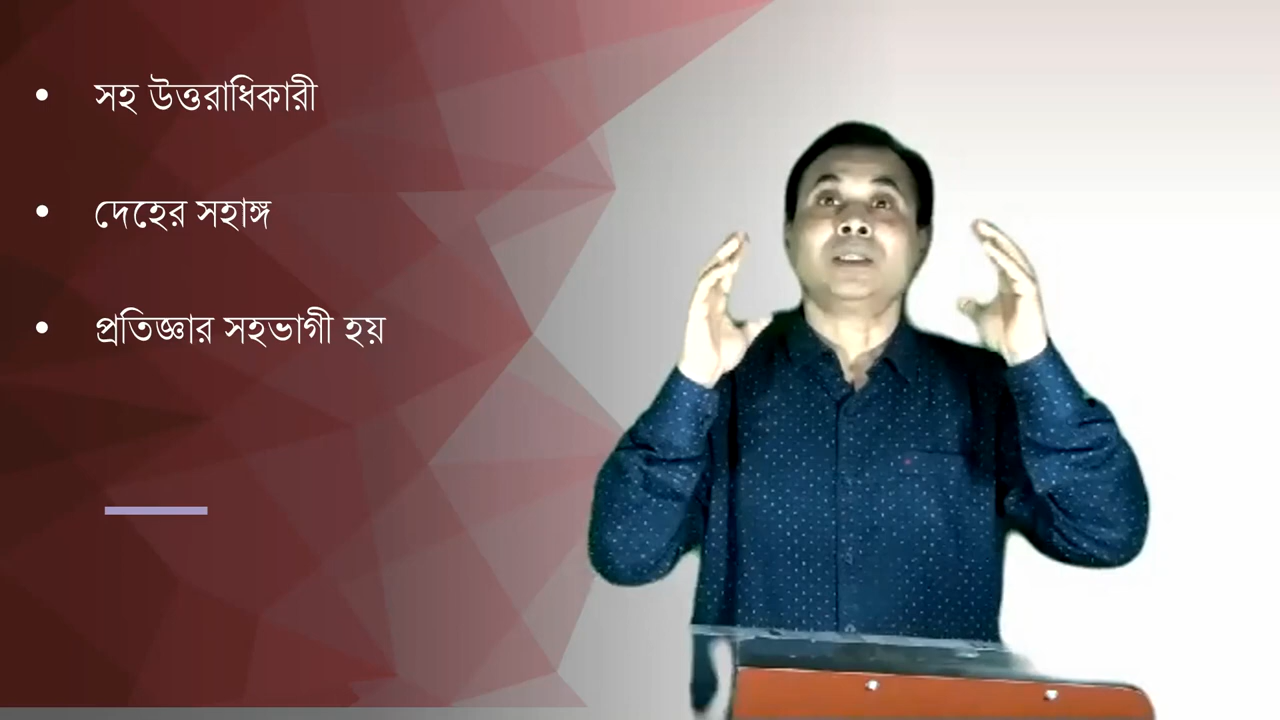 • সহ উত্তরাধিকারী
• দেহের সহাঙ্গ
• প্রতিজ্ঞার সহভাগী হয়